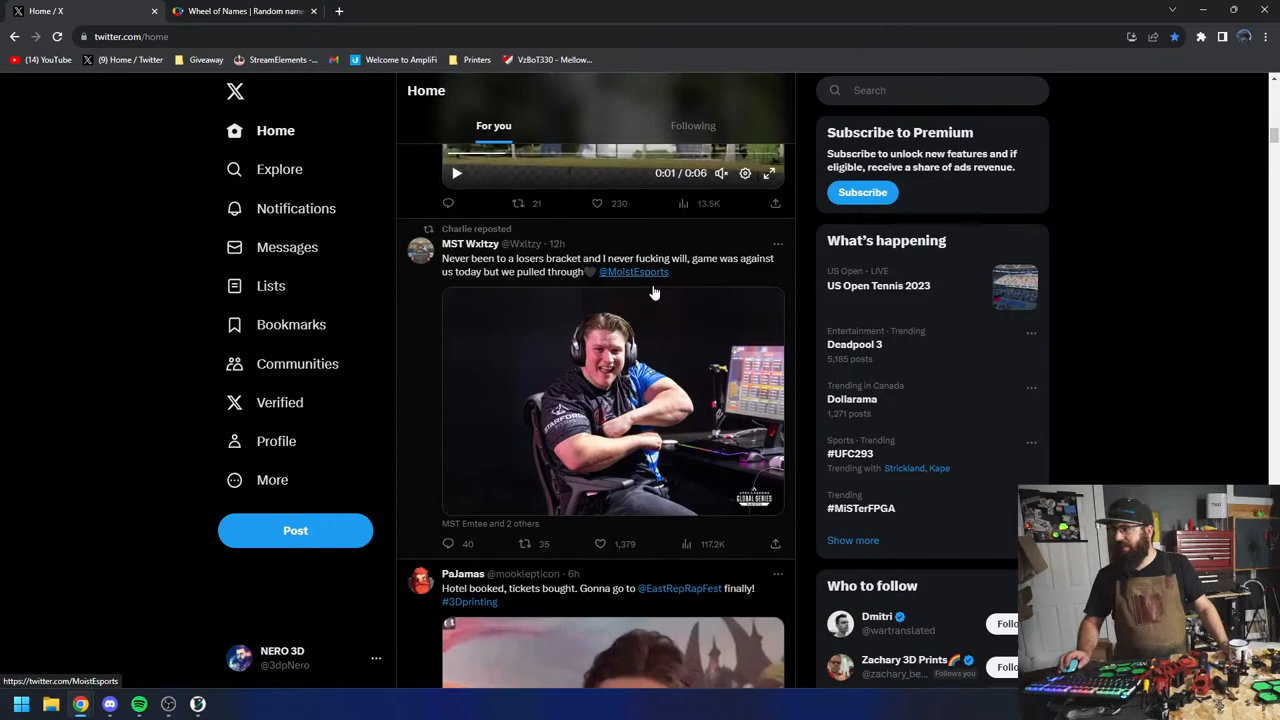 Home / X
Wheel of Names | Random name
twitter.com/home
(14) YouTube
(9) Home / Twitter
Giveaway
StreamElements -...
Welcome to AmpliFi
Printers
VzBoT330 - Mellow...
Home
For you
Following
0:01 / 0:06
21
230
13.5K
Charlie reposted
MST Wxltzy @Wxltzy · 12h
Never been to a losers bracket and I never fucking will, game was against
us today but we pulled through🖤 @MoistEsports
STARFORGE
GLOBAL SERIES
MST Emtee and 2 others
40
35
1,379
117.2K
PaJamas @mooklepticon · 6h
Hotel booked, tickets bought. Gonna go to @EastRepRapFest finally!
#3Dprinting
Home
Explore
Notifications
Messages
Lists
Bookmarks
Communities
Verified
Profile
More
Post
NERO 3D
@3dpNero
Search
Subscribe to Premium
Subscribe to unlock new features and if
eligible, receive a share of ads revenue.
Subscribe
What's happening
US Open · LIVE
US Open Tennis 2023
Entertainment · Trending
Deadpool 3
5,185 posts
Trending in Canada
Dollarama
1,271 posts
Sports · Trending
#UFC293
Trending with Strickland, Kape
Trending
#MiSTerFPGA
Show more
Who to follow
Dmitri
@wartranslated
Follo
Zachary 3D Prints🌈
@zachary_be... Follows you
Follo
https://twitter.com/MoistEsports